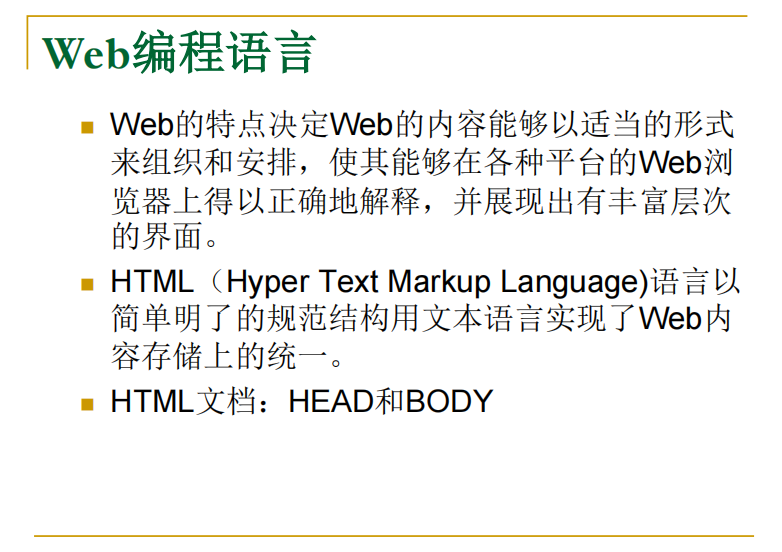 Web编程语言
Web的特点决定Web的内容能够以适当的形式
来组织和安排，使其能够在各种平台的Web浏
览器上得以正确地解释，并展现出有丰富层次
的界面。
HTML（Hyper Text Markup Language)语言以
简单明了的规范结构用文本语言实现了Web内
容存储上的统一。
HTML文档：HEAD和BODY